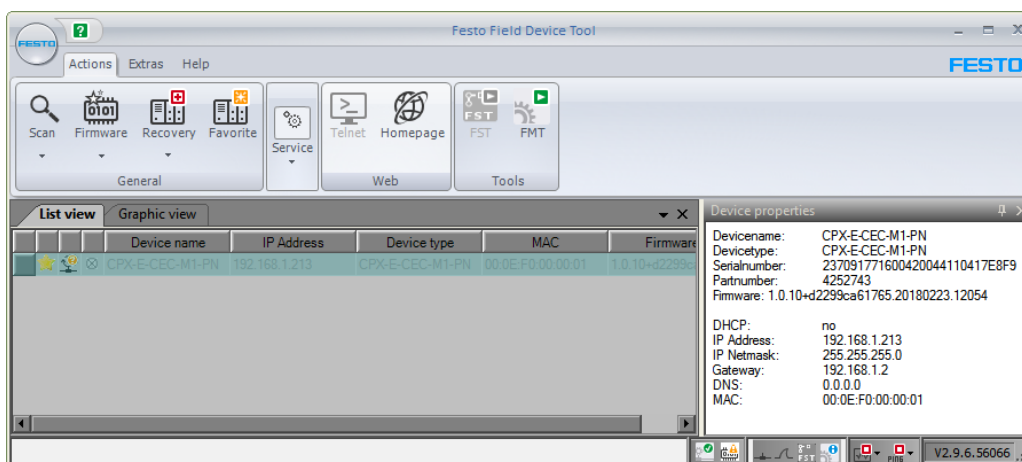 Festo Field Device Tool
FESTO
Actions Extras Help
FESTO
Scan Firmware Recovery Favorite Service Telnet Homepage FST FMT
General Web Tools
List view Graphic view
Device properties
Device name IP Address Device type MAC Firmware
CPX-E-CEC-M1-PN 192.168.1.213 CPX-E-CEC-M1-PN 00:0E:F0:00:00:01 1.0.10+d2299c
Devicename: CPX-E-CEC-M1-PN
Devicetype: CPX-E-CEC-M1-PN
Serialnumber: 237091771600420044110417E8F9
Partnumber: 4252743
Firmware: 1.0.10+d2299ca61765.20180223.12054
DHCP: no
IP Address: 192.168.1.213
IP Netmask: 255.255.255.0
Gateway: 192.168.1.2
DNS: 0.0.0.0
MAC: 00:0E:F0:00:00:01
V2.9.6.56066